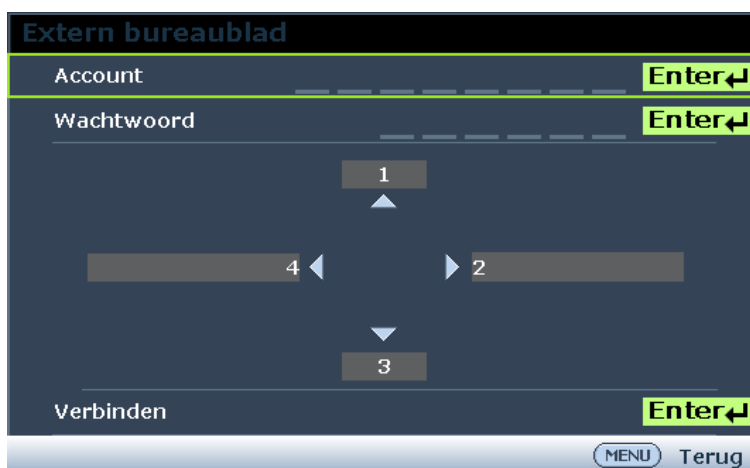 Extern bureaublad
Account Enter
Wachtwoord Enter
1
4 2
3
Verbinden Enter
MENU Terug